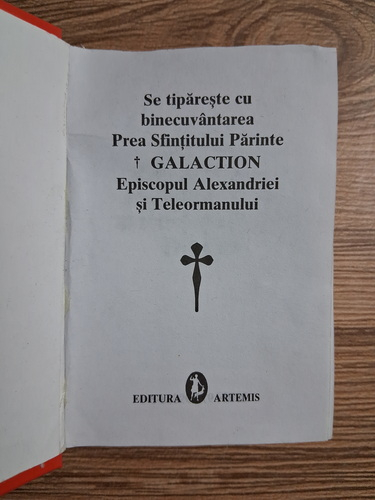 Se tipărește cu
binecuvântarea
Prea Sfințitului Părinte
† GALACTION
Episcopul Alexandriei
și Teleormanului
EDITURA ARTEMIS